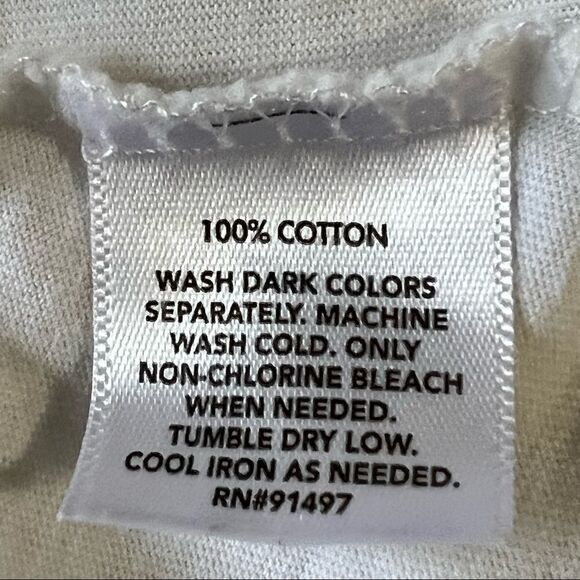 100% COTTON
WASH DARK COLORS
SEPARATELY. MACHINE
WASH COLD. ONLY
NON-CHLORINE BLEACH
WHEN NEEDED.
TUMBLE DRY LOW.
COOL IRON AS NEEDED.
RN#91497